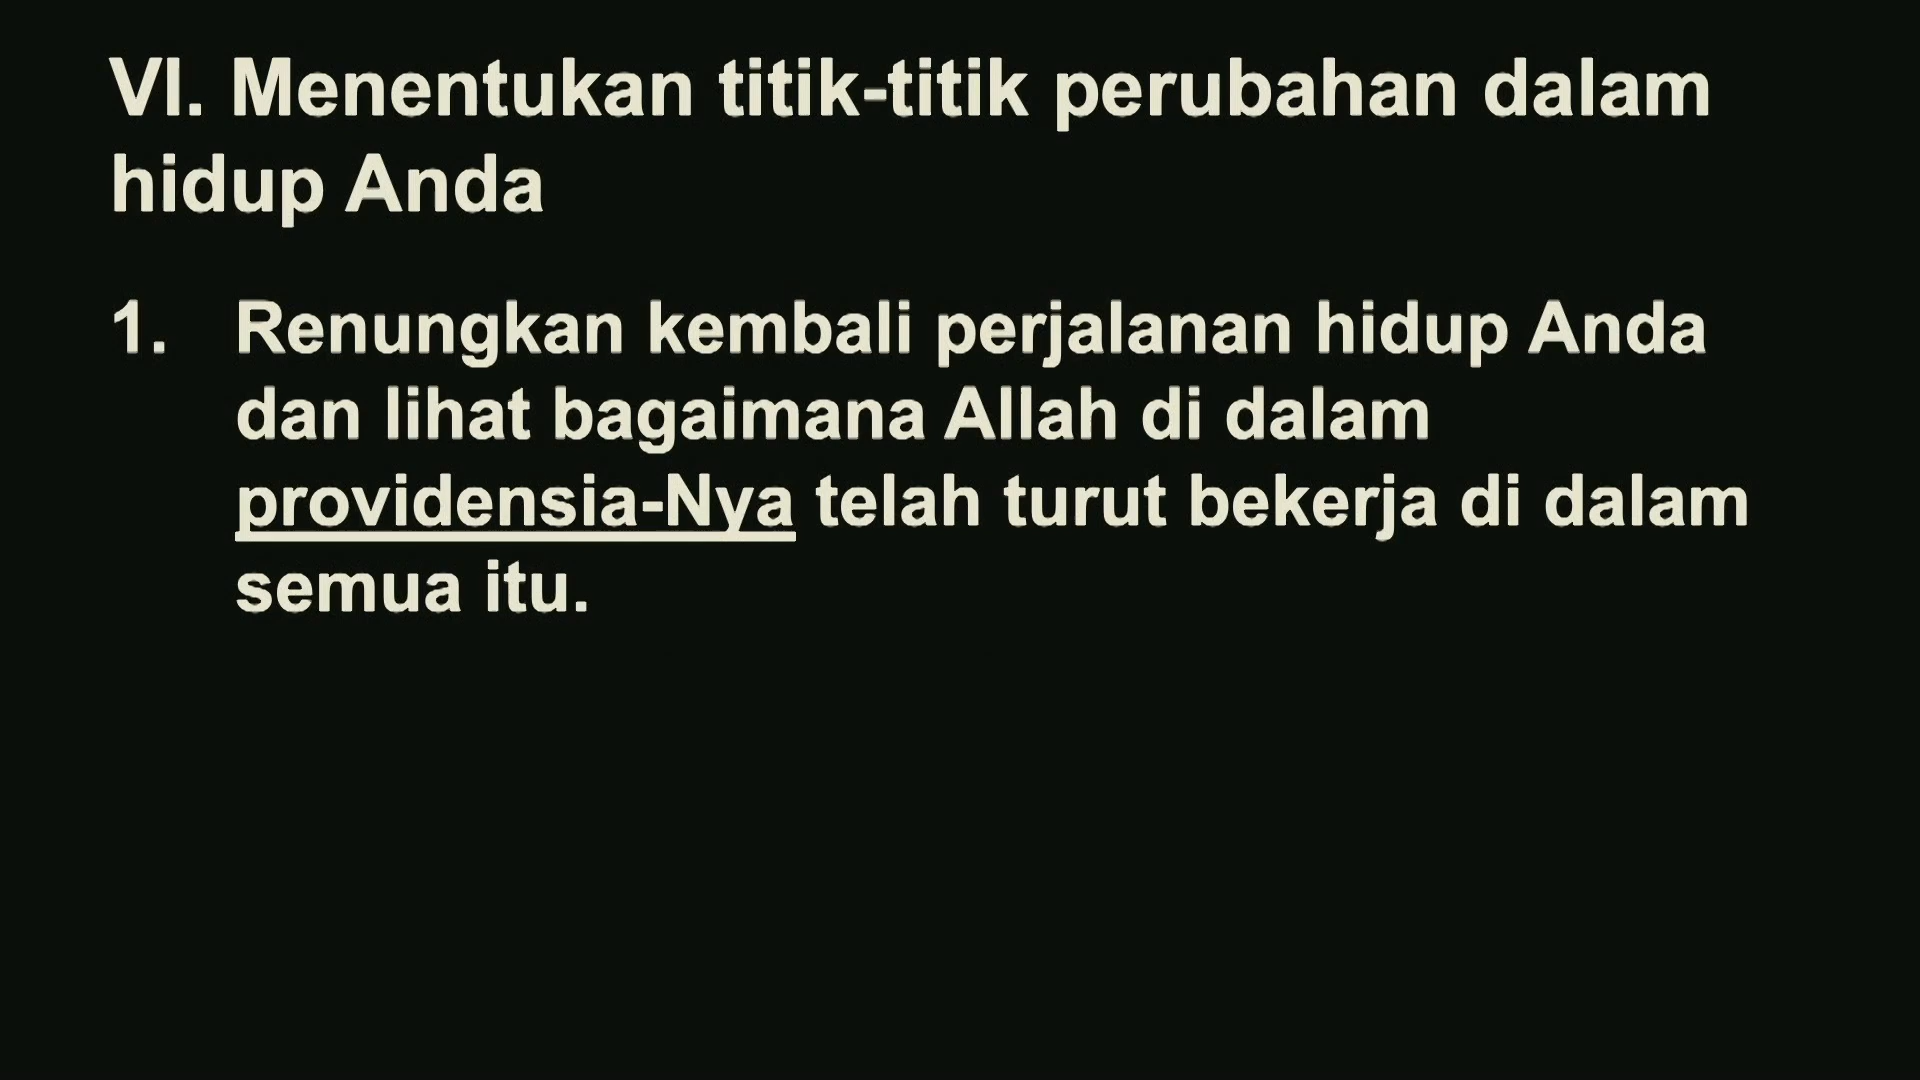 VI. Menentukan titik-titik perubahan dalam
hidup Anda
1. Renungkan kembali perjalanan hidup Anda
dan lihat bagaimana Allah di dalam
providensia-Nya telah turut bekerja di dalam
semua itu.